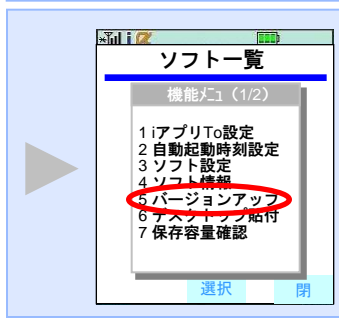 ソフト一覧
機能ﾒﾆｭ (1/2)
1 iアプリTo設定
2 自動起動時刻設定
3 ソフト設定
4 ソフト情報
5 バージョンアップ
6 デスクトップ貼付
7 保存容量確認
選択 閉